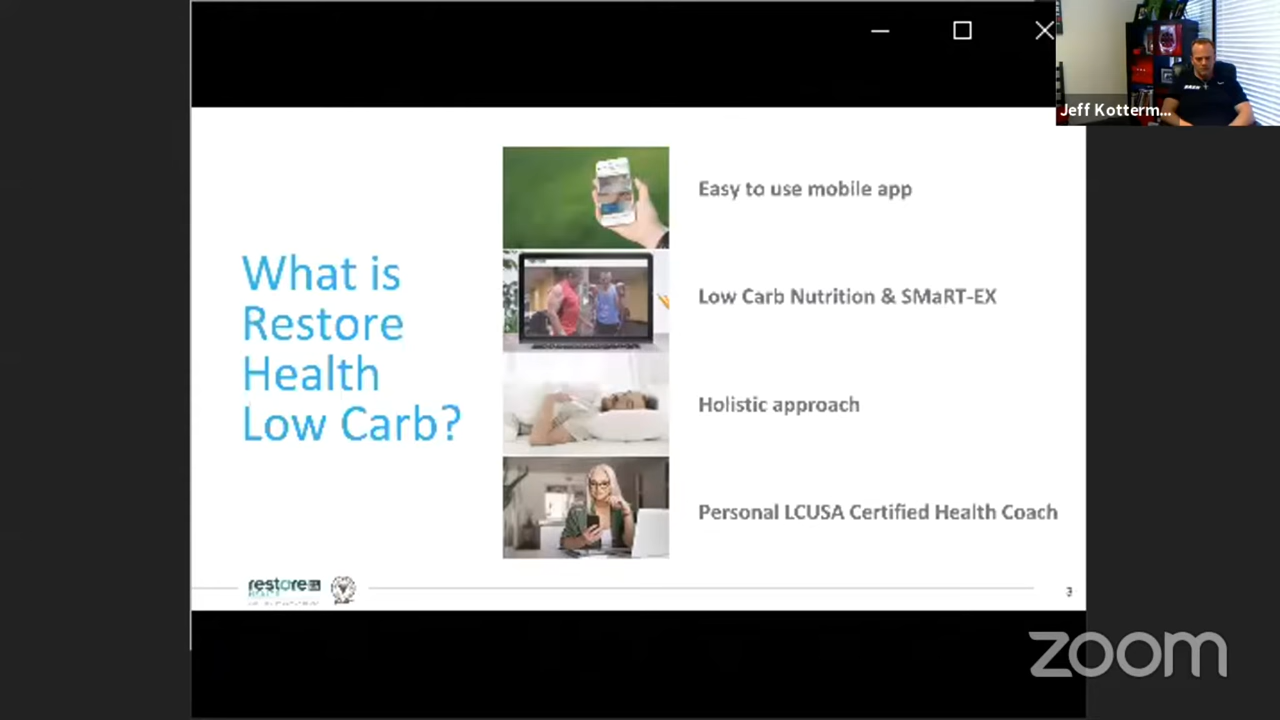 Jeff Kotterm...
What is
Restore
Health
Low Carb?
Easy to use mobile app
Low Carb Nutrition & SMaRT-EX
Holistic approach
Personal LCUSA Certified Health Coach
restore
HEALTH
3
zoom